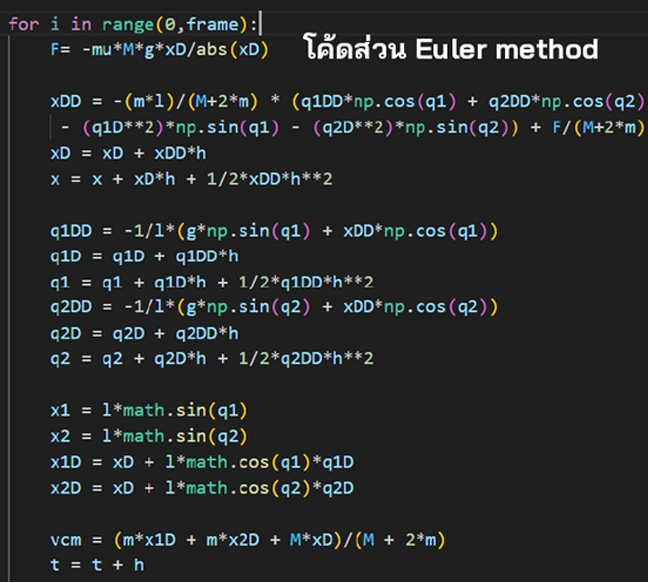 for i in range(0,frame):
F= -mu*M*g*xD/abs(xD)
โค้ดส่วน Euler method
xDD = -(m*l)/(M+2*m) * (q1DD*np.cos(q1) + q2DD*np.cos(q2)
- (q1D**2)*np.sin(q1) - (q2D**2)*np.sin(q2)) + F/(M+2*m)
xD = xD + xDD*h
x = x + xD*h + 1/2*xDD*h**2
q1DD = -1/l*(g*np.sin(q1) + xDD*np.cos(q1))
q1D = q1D + q1DD*h
q1 = q1 + q1D*h + 1/2*q1DD*h**2
q2DD = -1/l*(g*np.sin(q2) + xDD*np.cos(q2))
q2D = q2D + q2DD*h
q2 = q2 + q2D*h + 1/2*q2DD*h**2
x1 = l*math.sin(q1)
x2 = l*math.sin(q2)
x1D = xD + l*math.cos(q1)*q1D
x2D = xD + l*math.cos(q2)*q2D
vcm = (m*x1D + m*x2D + M*xD)/(M + 2*m)
t = t + h